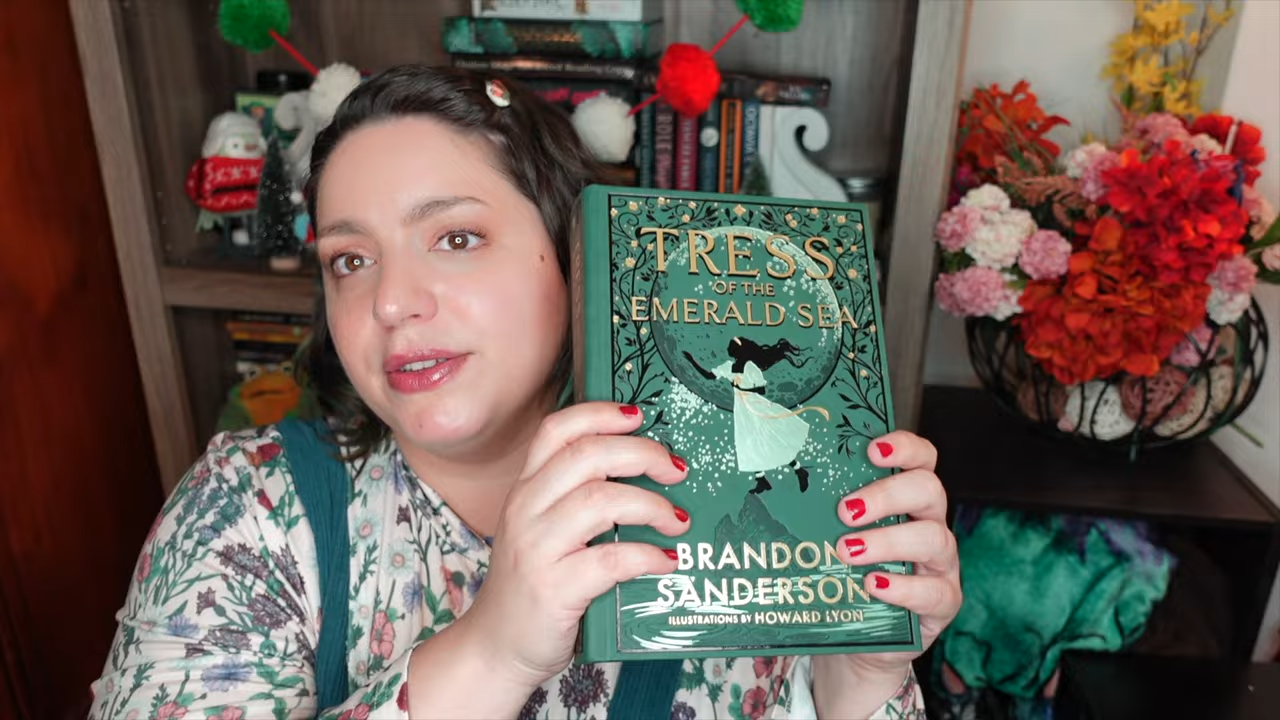 TRESS
OF THE
EMERALD SEA
BRANDON
SANDERSON
ILLUSTRATIONS BY HOWARD LYON